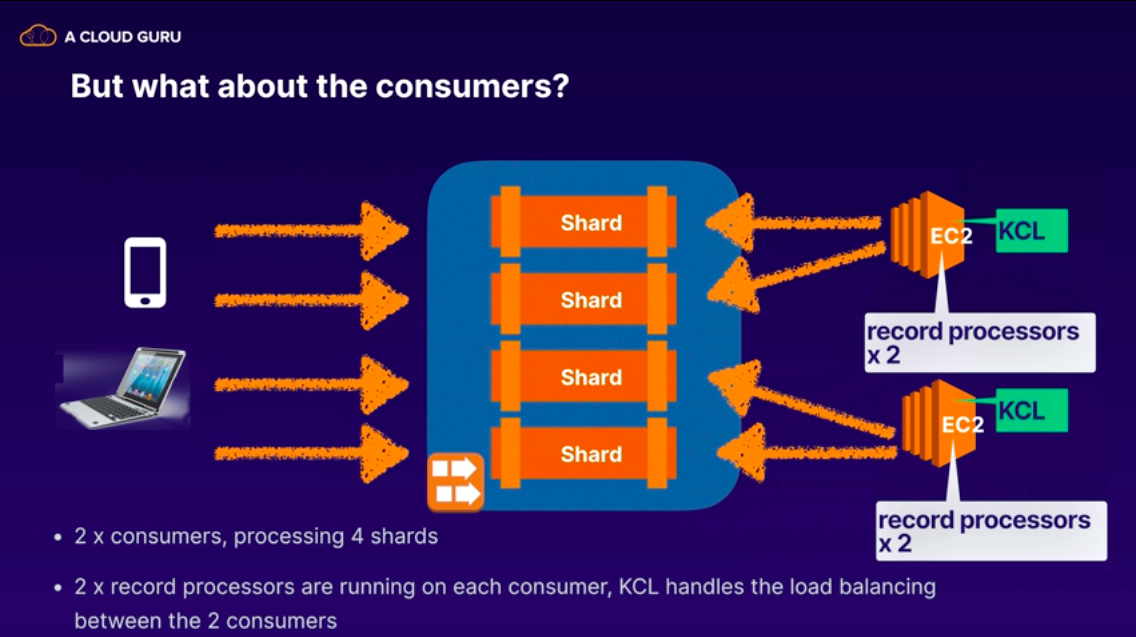 A CLOUD GURU
But what about the consumers?
Shard
EC2
KCL
Shard
record processors
x 2
Shard
KCL
EC2
Shard
record processors
x 2
• 2 x consumers, processing 4 shards
• 2 x record processors are running on each consumer, KCL handles the load balancing
between the 2 consumers